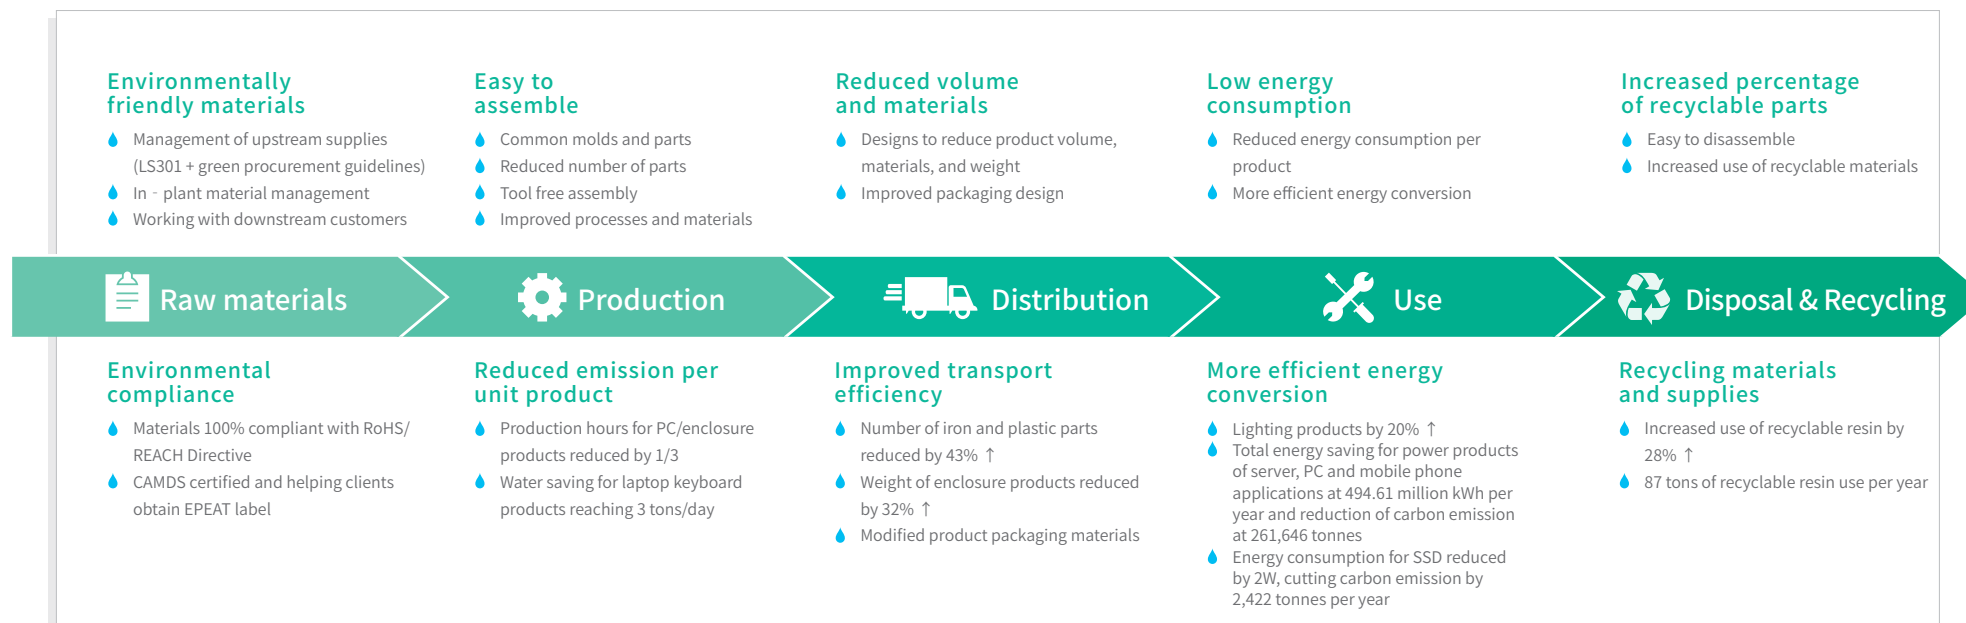 Environmentally
friendly materials
Management of upstream supplies
(LS301 + green procurement guidelines)
In - plant material management
Working with downstream customers
Easy to
assemble
Common molds and parts
Reduced number of parts
Tool free assembly
Improved processes and materials
Reduced volume
and materials
Designs to reduce product volume,
materials, and weight
Improved packaging design
Low energy
consumption
Reduced energy consumption per
product
More efficient energy conversion
Increased percentage
of recyclable parts
Easy to disassemble
Increased use of recyclable materials
Raw materials
Production
Distribution
Use
Disposal & Recycling
Environmental
compliance
Materials 100% compliant with RoHS/
REACH Directive
CAMDS certified and helping clients
obtain EPEAT label
Reduced emission per
unit product
Production hours for PC/enclosure
products reduced by 1/3
Water saving for laptop keyboard
products reaching 3 tons/day
Improved transport
efficiency
Number of iron and plastic parts
reduced by 43% ↑
Weight of enclosure products reduced
by 32% ↑
Modified product packaging materials
More efficient energy
conversion
Lighting products by 20% ↑
Total energy saving for power products
of server, PC and mobile phone
applications at 494.61 million kWh per
year and reduction of carbon emission
at 261,646 tonnes
Energy consumption for SSD reduced
by 2W, cutting carbon emission by
2,422 tonnes per year
Recycling materials
and supplies
Increased use of recyclable resin by
28% ↑
87 tons of recyclable resin use per year